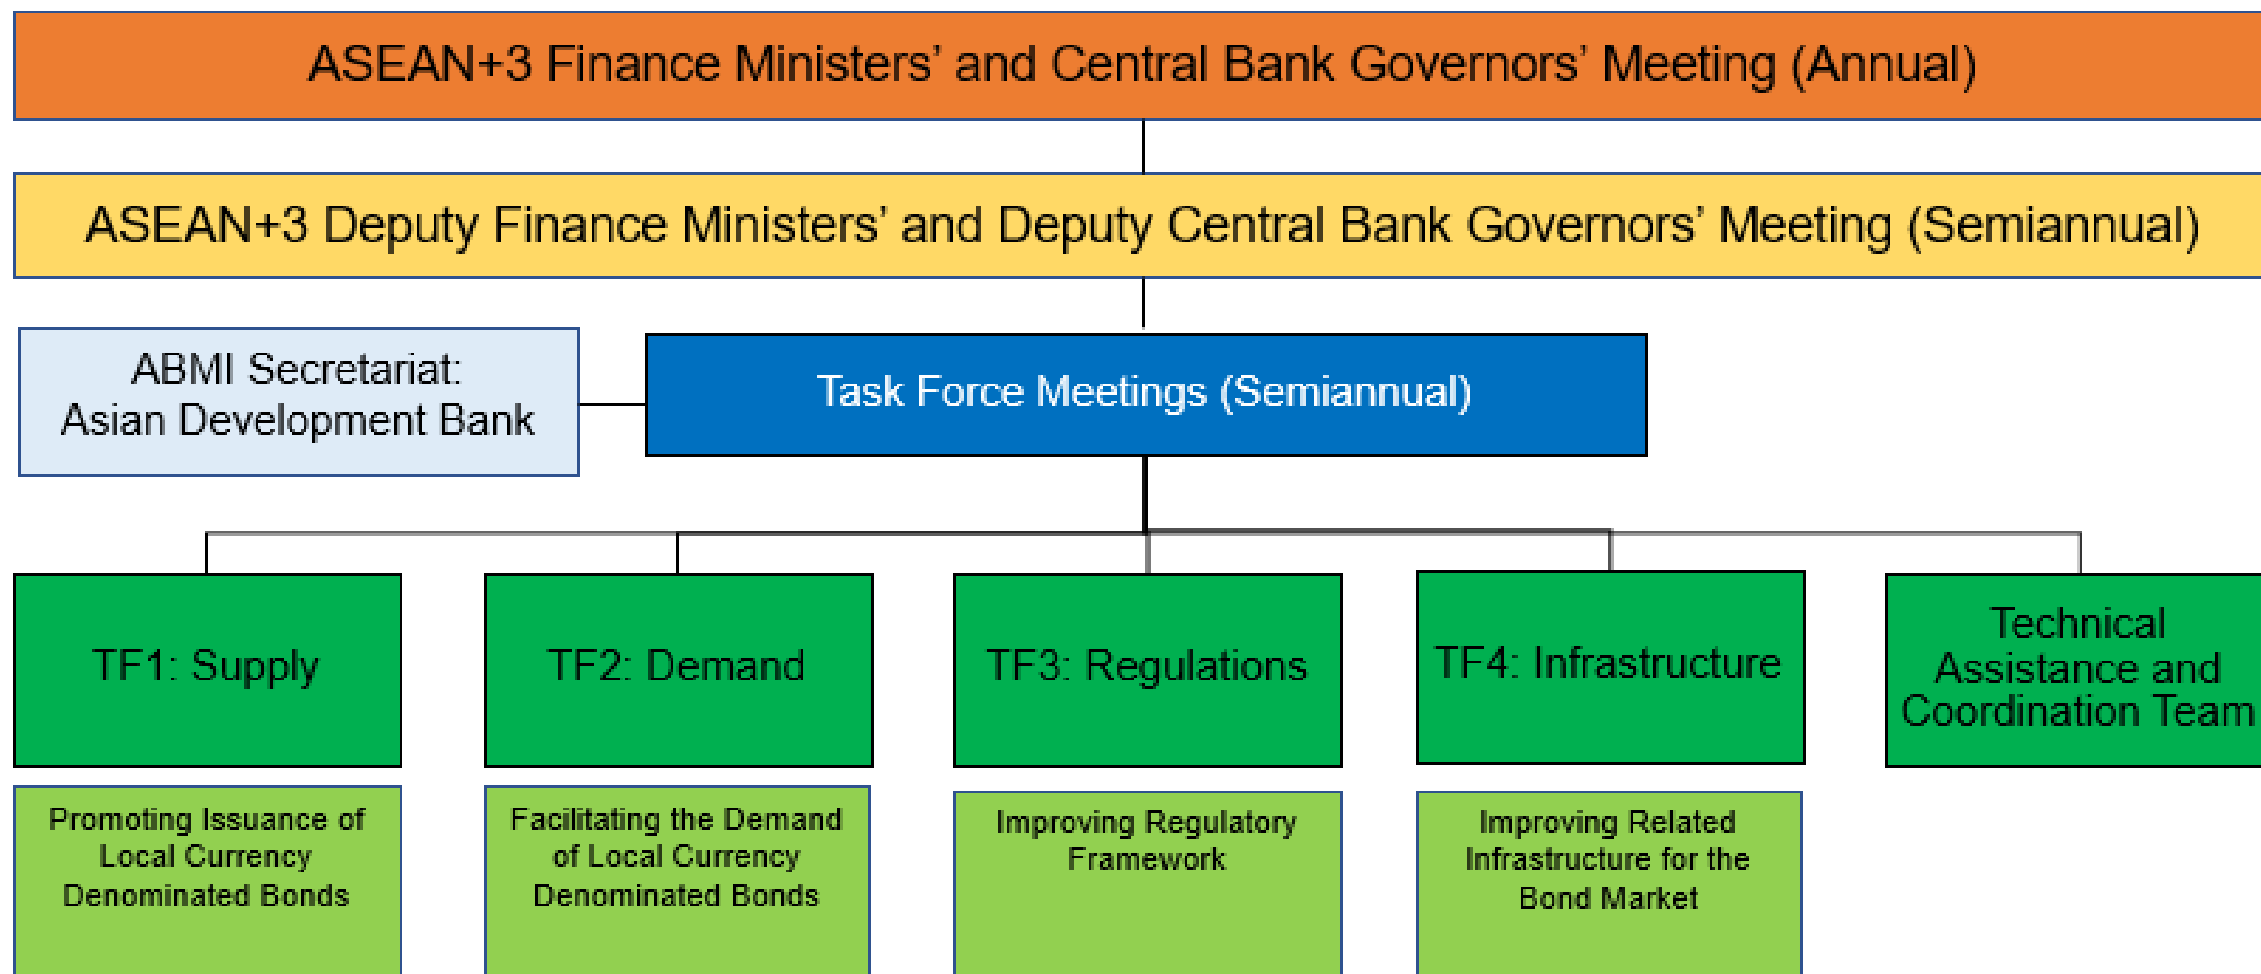 ASEAN+3 Finance Ministers’ and Central Bank Governors’ Meeting (Annual)
ASEAN+3 Deputy Finance Ministers’ and Deputy Central Bank Governors’ Meeting (Semiannual)
ABMI Secretariat:
Asian Development Bank
Task Force Meetings (Semiannual)
TF1: Supply
TF2: Demand
TF3: Regulations
TF4: Infrastructure
Technical
Assistance and
Coordination Team
Promoting Issuance of
Local Currency
Denominated Bonds
Facilitating the Demand
of Local Currency
Denominated Bonds
Improving Regulatory
Framework
Improving Related
Infrastructure for the
Bond Market